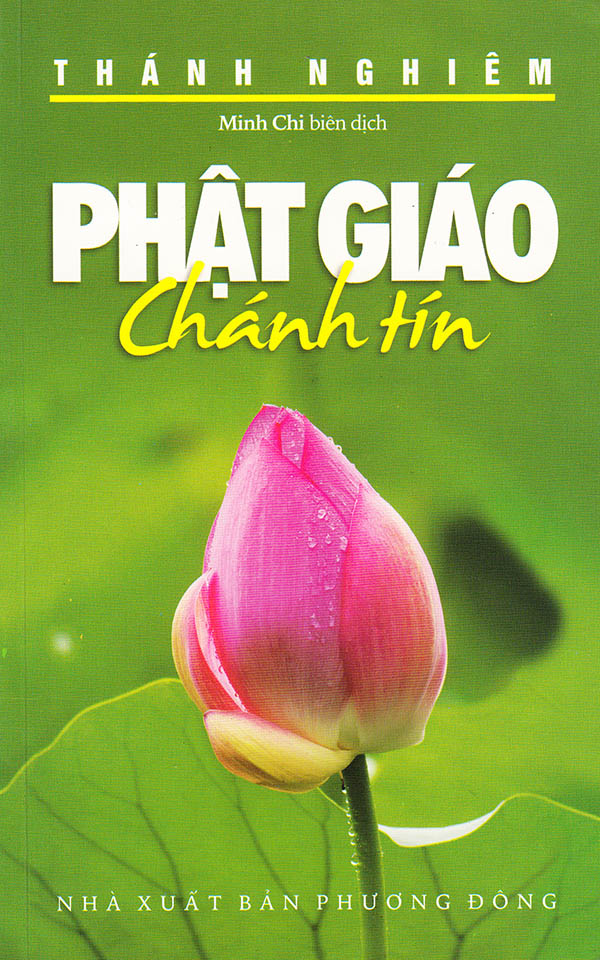 THÁNH NGHIÊM
Minh Chi biên dịch
PHẬT GIÁO
Chánh tín
NHÀ XUẤT BẢN PHƯƠNG ĐÔNG